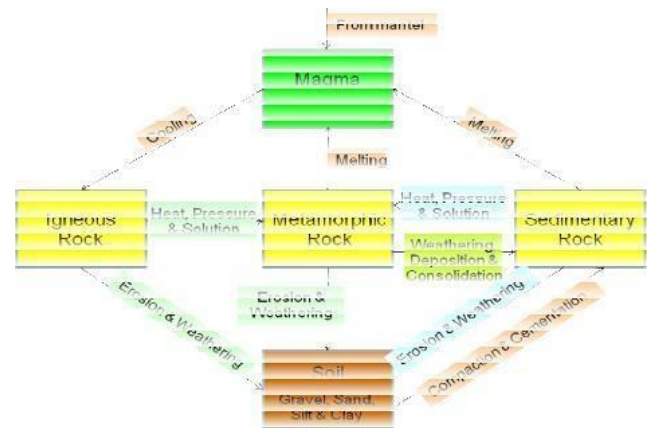 From mantel
Magma
Cooling
Melting
Melting
Igneous
Rock
Heat, Pressure
& Solution
Metamorphic
Rock
Heat, Pressure
& Solution
Sedimentary
Rock
Weathering
Deposition &
Consolidation
Erosion & Weathering
Erosion &
Weathering
Erosion & Weathering
Compaction & Cementation
Soil
Gravel, Sand,
Silt & Clay